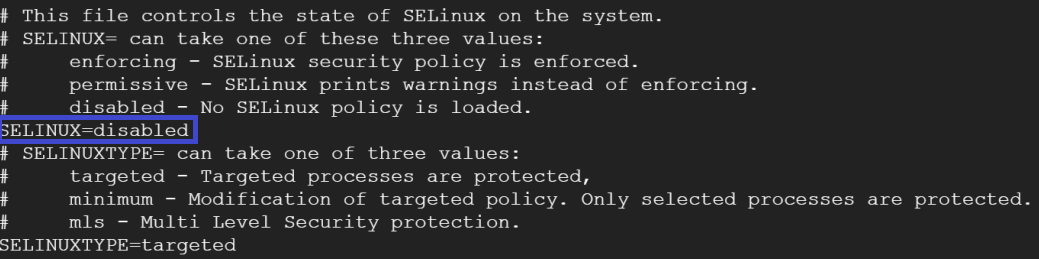 # This file controls the state of SELinux on the system.
# SELINUX= can take one of these three values:
#     enforcing - SELinux security policy is enforced.
#     permissive - SELinux prints warnings instead of enforcing.
#     disabled - No SELinux policy is loaded.
SELINUX=disabled
# SELINUXTYPE= can take one of three values:
#     targeted - Targeted processes are protected,
#     minimum - Modification of targeted policy. Only selected processes are protected.
#     mls - Multi Level Security protection.
SELINUXTYPE=targeted